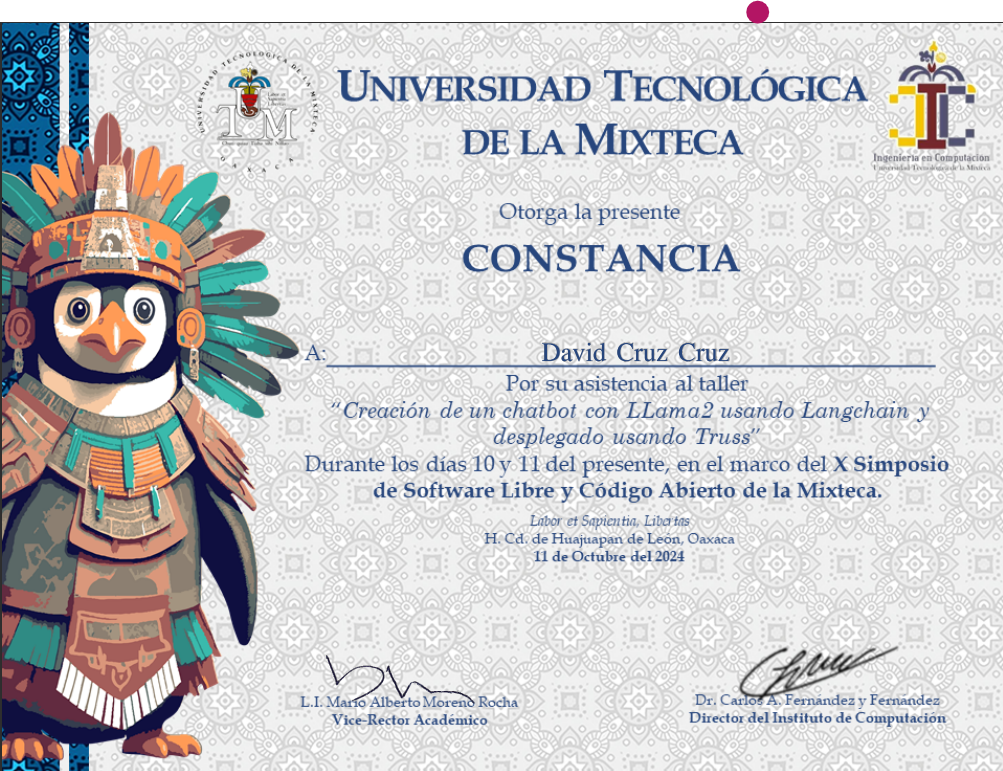 UNIVERSIDAD TECNOLÓGICA DE LA MIXTECA
OAXACA
UNIVERSIDAD TECNOLÓGICA
DE LA MIXTECA
Ingeniería en Computación
Universidad Tecnológica de la Mixteca
Otorga la presente
CONSTANCIA
A: David Cruz Cruz
Por su asistencia al taller
“Creación de un chatbot con LLama2 usando Langchain y
desplegado usando Truss”
Durante los días 10 y 11 del presente, en el marco del X Simposio
de Software Libre y Código Abierto de la Mixteca.
Labor et Sapientia, Libertas
H. Cd. de Huajuapan de León, Oaxaca
11 de Octubre del 2024
L.I. Mario Alberto Moreno Rocha
Vice-Rector Académico
Dr. Carlos A. Fernández y Fernández
Director del Instituto de Computación